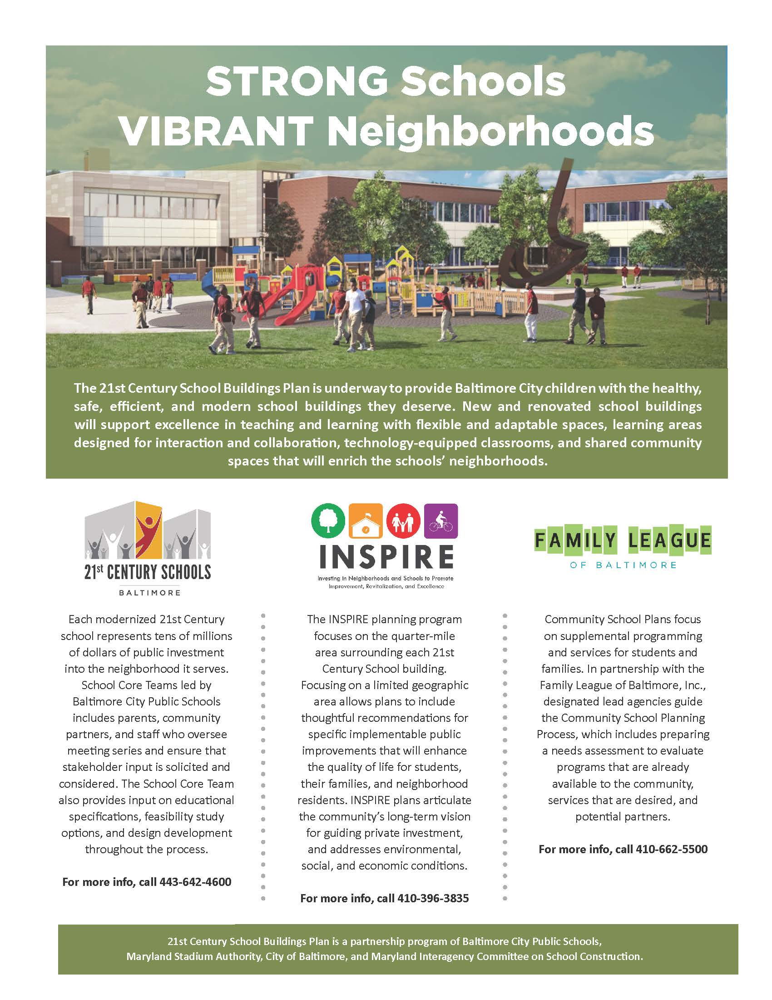 STRONG Schools
VIBRANT Neighborhoods
The 21st Century School Buildings Plan is underway to provide Baltimore City children with the healthy,
safe, efficient, and modern school buildings they deserve. New and renovated school buildings
will support excellence in teaching and learning with flexible and adaptable spaces, learning areas
designed for interaction and collaboration, technology-equipped classrooms, and shared community
spaces that will enrich the schools’ neighborhoods.
21st CENTURY SCHOOLS
BALTIMORE
Each modernized 21st Century
school represents tens of millions
of dollars of public investment
into the neighborhood it serves.
School Core Teams led by
Baltimore City Public Schools
includes parents, community
partners, and staff who oversee
meeting series and ensure that
stakeholder input is solicited and
considered. The School Core Team
also provides input on educational
specifications, feasibility study
options, and design development
throughout the process.
For more info, call 443-642-4600
INSPIRE
Investing in Neighborhoods and Schools to Promote
Improvement, Revitalization, and Excellence
The INSPIRE planning program
focuses on the quarter-mile
area surrounding each 21st
Century School building.
Focusing on a limited geographic
area allows plans to include
thoughtful recommendations for
specific implementable public
improvements that will enhance
the quality of life for students,
their families, and neighborhood
residents. INSPIRE plans articulate
the community’s long-term vision
for guiding private investment,
and addresses environmental,
social, and economic conditions.
For more info, call 410-396-3835
FAMILY LEAGUE
OF BALTIMORE
Community School Plans focus
on supplemental programming
and services for students and
families. In partnership with the
Family League of Baltimore, Inc.,
designated lead agencies guide
the Community School Planning
Process, which includes preparing
a needs assessment to evaluate
programs that are already
available to the community,
services that are desired, and
potential partners.
For more info, call 410-662-5500
21st Century School Buildings Plan is a partnership program of Baltimore City Public Schools,
Maryland Stadium Authority, City of Baltimore, and Maryland Interagency Committee on School Construction.